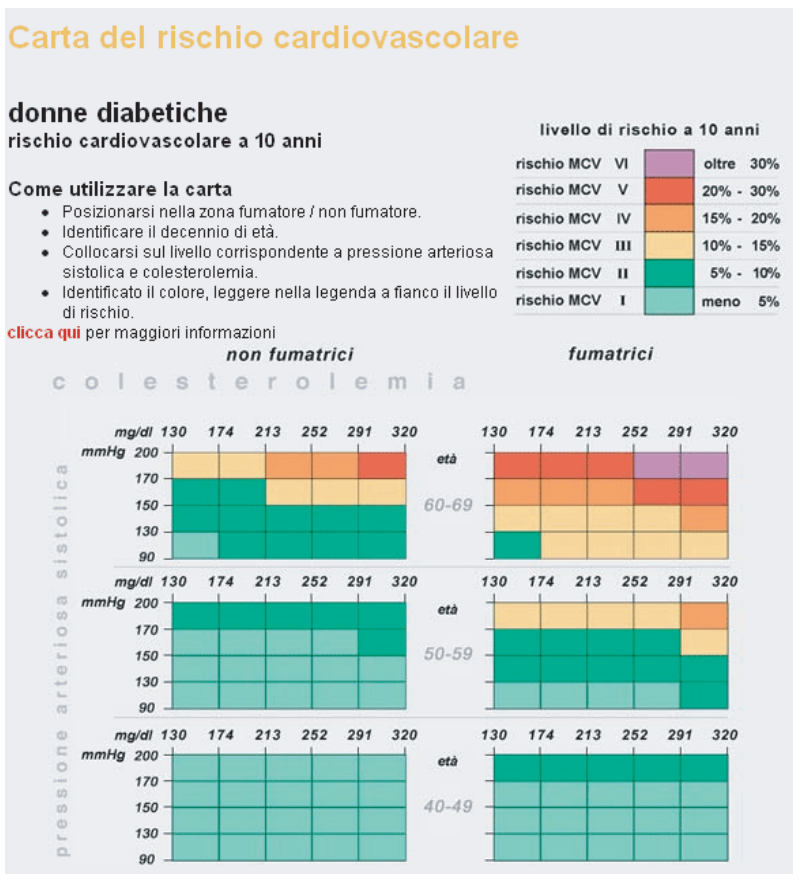 Carta del rischio cardiovascolare
donne diabetiche
rischio cardiovascolare a 10 anni
Come utilizzare la carta
• Posizionarsi nella zona fumatore / non fumatore.
• Identificare il decennio di età.
• Collocarsi sul livello corrispondente a pressione arteriosa
sistolica e colesterolemia.
• Identificato il colore, leggere nella legenda a fianco il livello
di rischio.
clicca qui per maggiori informazioni
livello di rischio a 10 anni
rischio MCV VI oltre 30%
rischio MCV V 20% - 30%
rischio MCV IV 15% - 20%
rischio MCV III 10% - 15%
rischio MCV II 5% - 10%
rischio MCV I meno 5%
non fumatrici fumatrici
colesterolemia
pressione arteriosa sistolica
mg/dl 130 174 213 252 291 320 130 174 213 252 291 320
mmHg 200 età
170
150 60-69
130
90
mg/dl 130 174 213 252 291 320 130 174 213 252 291 320
mmHg 200 età
170
150 50-59
130
90
mg/dl 130 174 213 252 291 320 130 174 213 252 291 320
mmHg 200 età
170
150 40-49
130
90